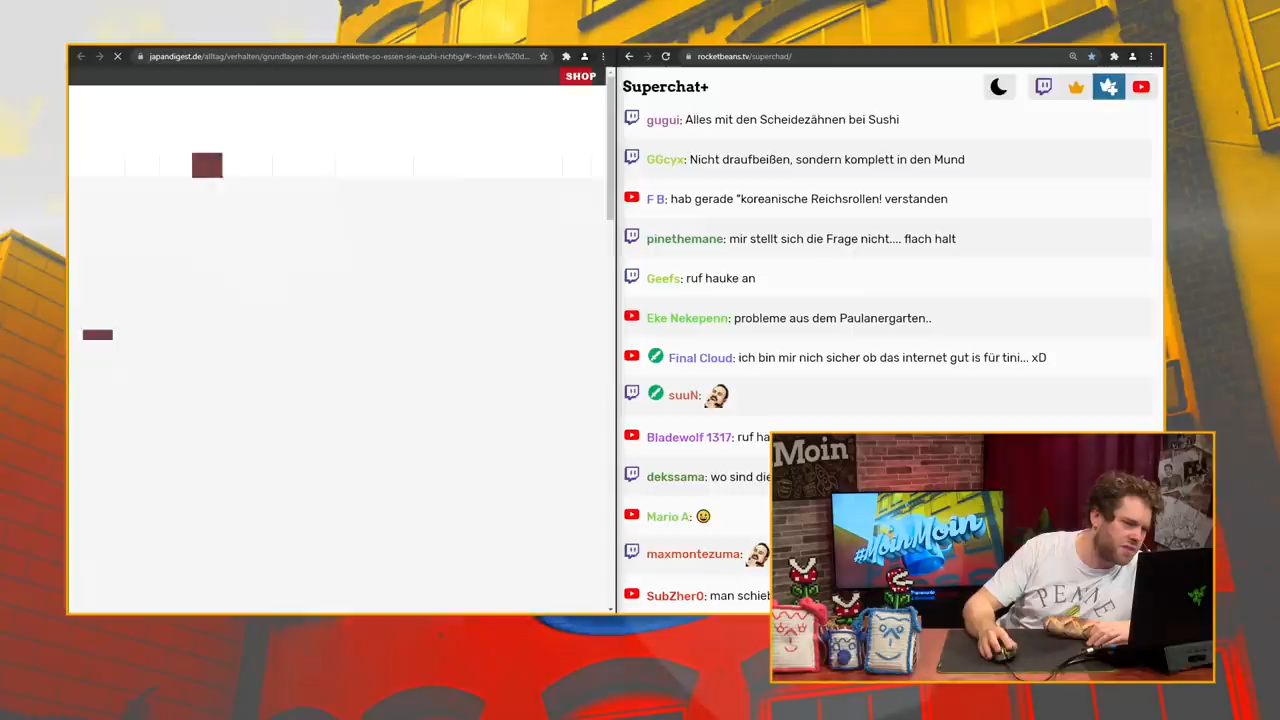 japandigest.de/alltag/verhalten/grundlagen-der-sushi-etikette-so-essen-sie-sushi-richtig/#:~:text=In%20d...
rocketbeans.tv/superchad/
SHOP
Superchat+
gugui: Alles mit den Scheidezähnen bei Sushi
GGcyx: Nicht draufbeißen, sondern komplett in den Mund
F B: hab gerade "koreanische Reichsrollen! verstanden
pinethemane: mir stellt sich die Frage nicht.... flach halt
Geefs: ruf hauke an
Eke Nekepenn: probleme aus dem Paulanergarten..
Final Cloud: ich bin mir nich sicher ob das internet gut is für tini... xD
suuN:
Bladewolf 1317: ruf ha
dekssama: wo sind die
Mario A:
maxmontezuma:
SubZher0: man schieb
Moin
#MoinMoin